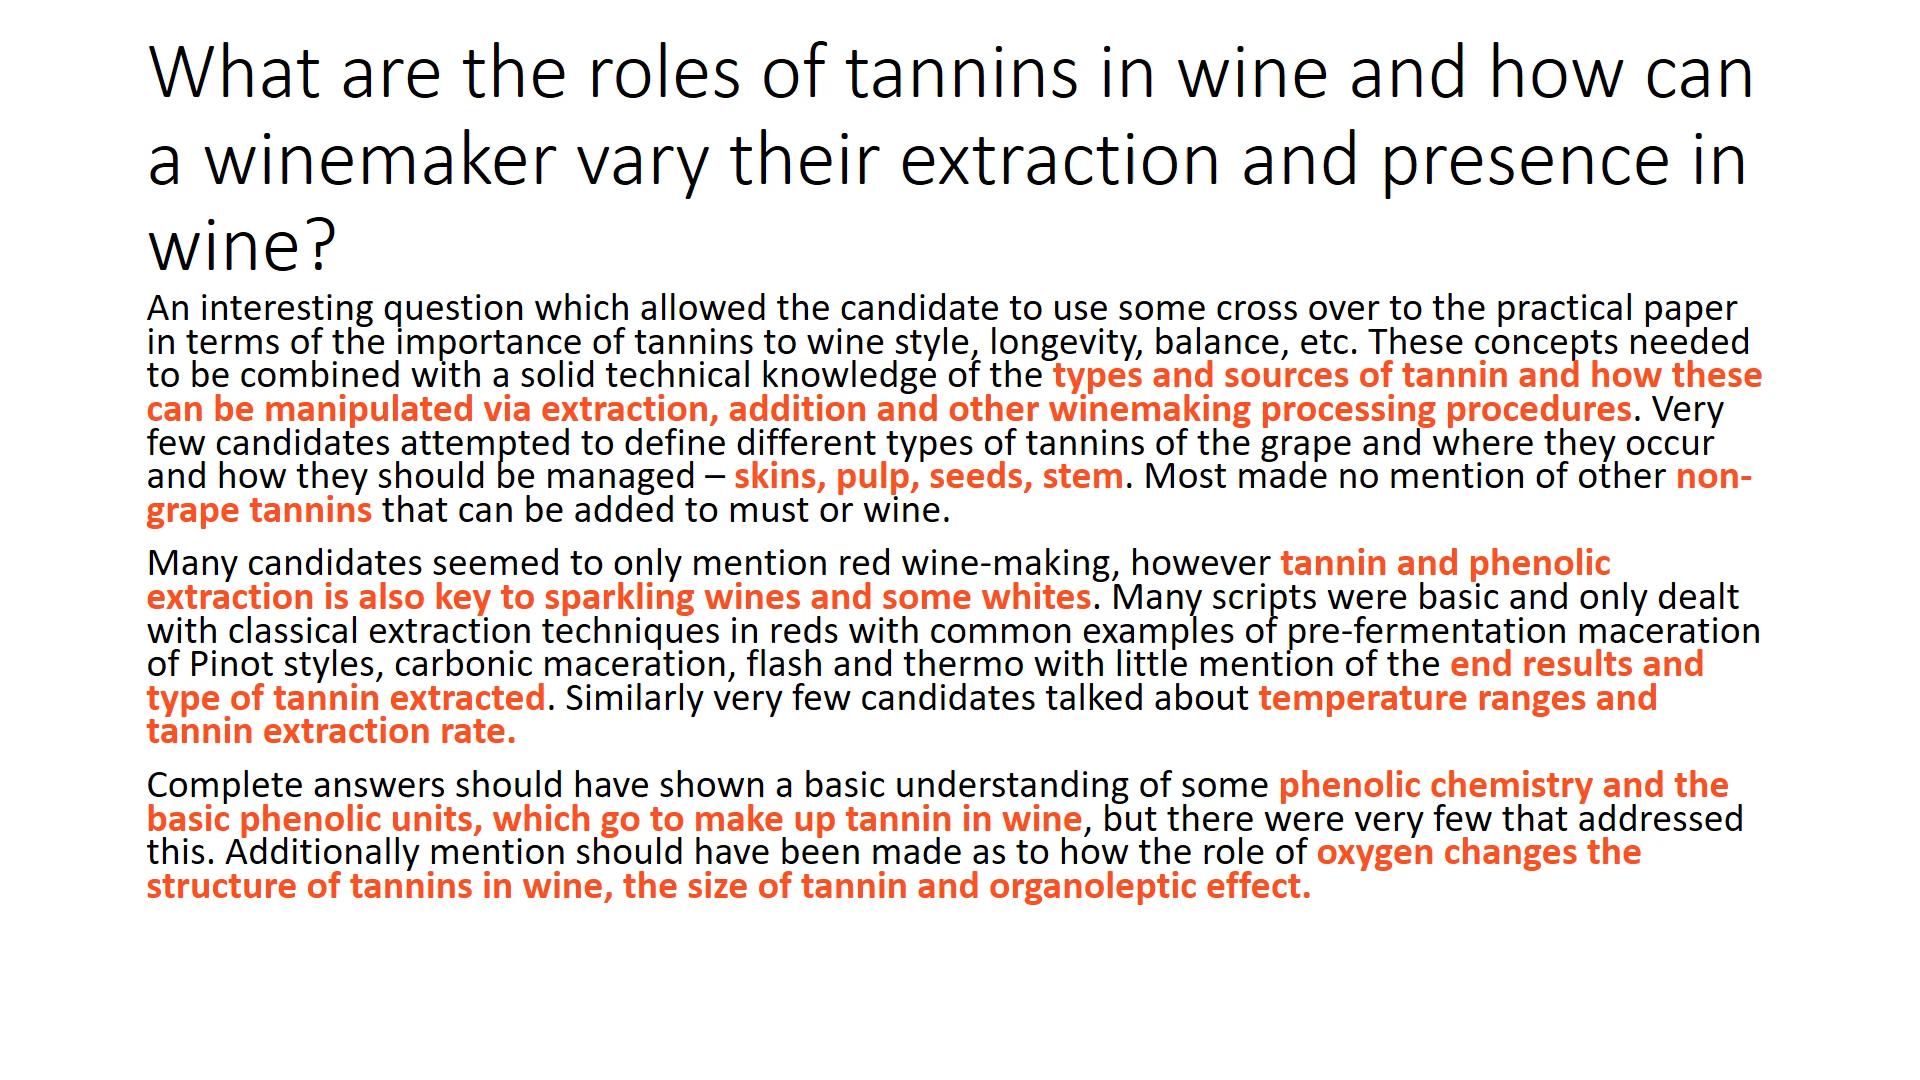 What are the roles of tannins in wine and how can
a winemaker vary their extraction and presence in
wine?
An interesting question which allowed the candidate to use some cross over to the practical paper
in terms of the importance of tannins to wine style, longevity, balance, etc. These concepts needed
to be combined with a solid technical knowledge of the types and sources of tannin and how these
can be manipulated via extraction, addition and other winemaking processing procedures. Very
few candidates attempted to define different types of tannins of the grape and where they occur
and how they should be managed – skins, pulp, seeds, stem. Most made no mention of other non-
grape tannins that can be added to must or wine.
Many candidates seemed to only mention red wine-making, however tannin and phenolic
extraction is also key to sparkling wines and some whites. Many scripts were basic and only dealt
with classical extraction techniques in reds with common examples of pre-fermentation maceration
of Pinot styles, carbonic maceration, flash and thermo with little mention of the end results and
type of tannin extracted. Similarly very few candidates talked about temperature ranges and
tannin extraction rate.
Complete answers should have shown a basic understanding of some phenolic chemistry and the
basic phenolic units, which go to make up tannin in wine, but there were very few that addressed
this. Additionally mention should have been made as to how the role of oxygen changes the
structure of tannins in wine, the size of tannin and organoleptic effect.